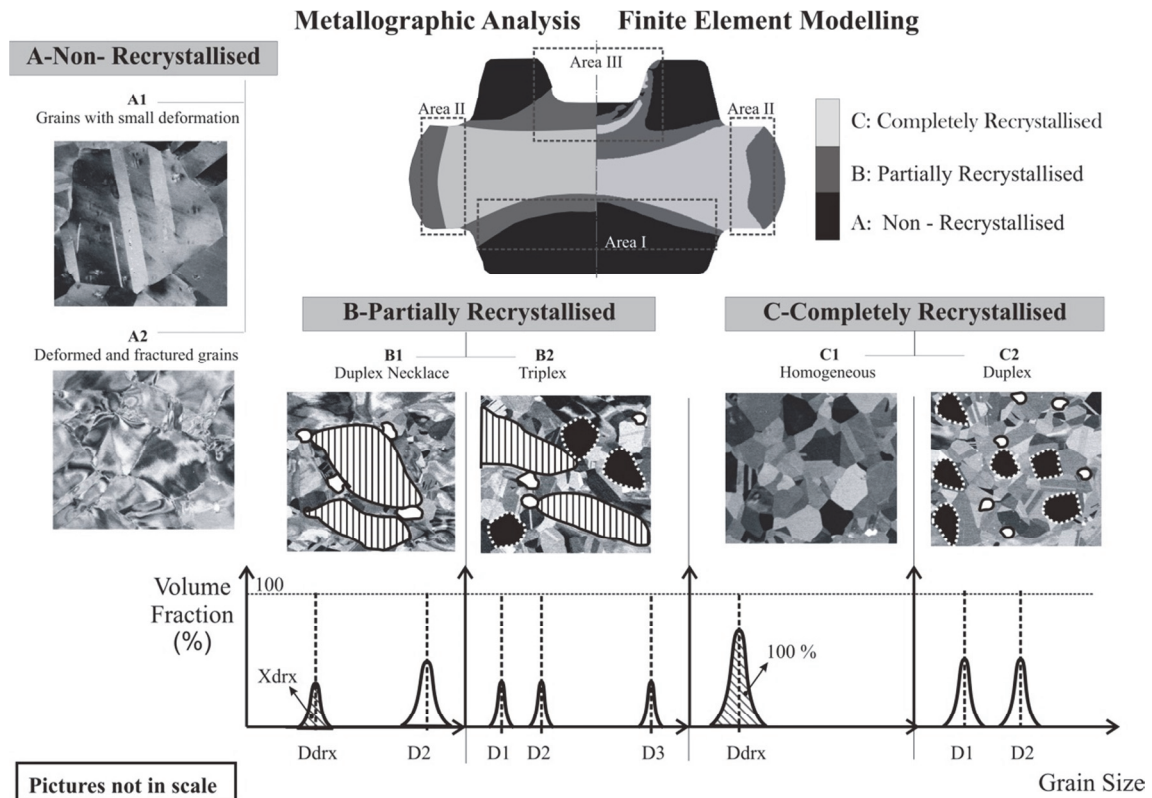 Metallographic Analysis
Finite Element Modelling
A-Non- Recrystallised
A1
Grains with small deformation
A2
Deformed and fractured grains
Area III
Area II
Area II
Area I
C: Completely Recrystallised
B: Partially Recrystallised
A: Non - Recrystallised
B-Partially Recrystallised
B1
Duplex Necklace
B2
Triplex
C-Completely Recrystallised
C1
Homogeneous
C2
Duplex
Volume
Fraction
(%)
100
Xdrx
100 %
Ddrx
D2
D1
D2
D3
Ddrx
D1
D2
Grain Size
Pictures not in scale